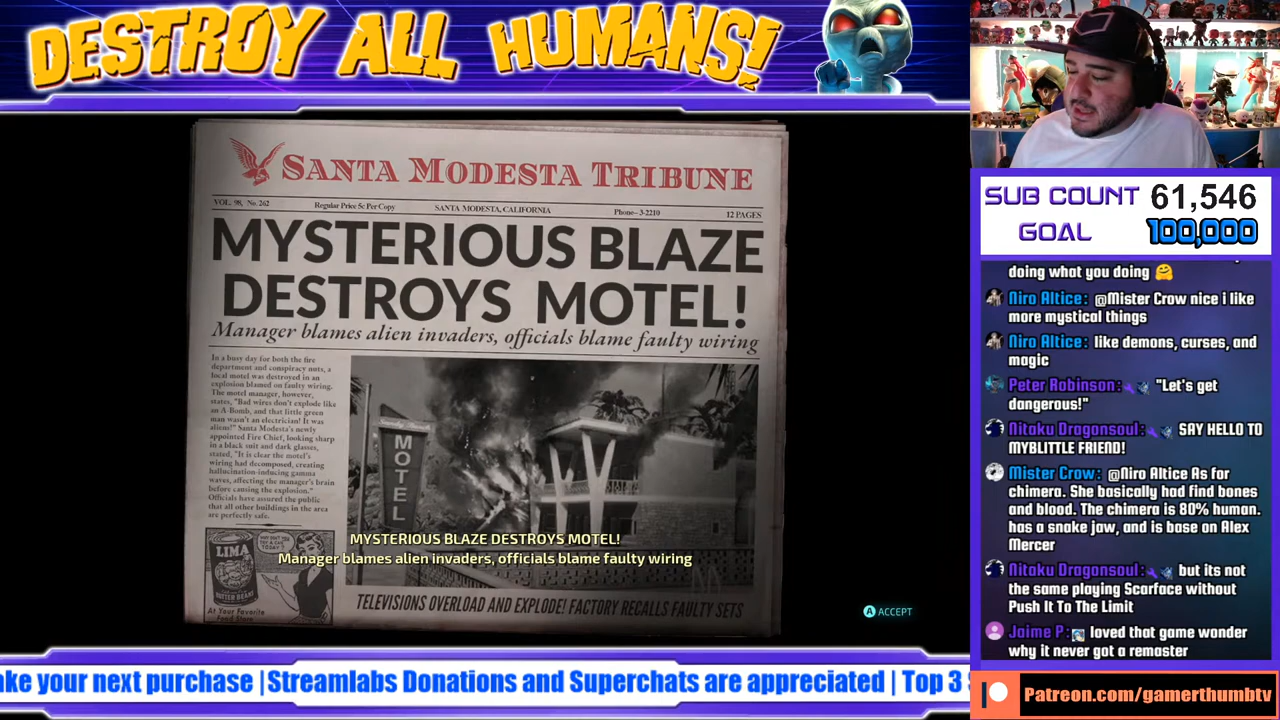 DESTROY ALL HUMANS!
SANTA MODESTA TRIBUNE
VOL. 98, No. 262 Regular Price 5c Per Copy SANTA MODESTA, CALIFORNIA Phone– 3-2210 12 PAGES
MYSTERIOUS BLAZE
DESTROYS MOTEL!
Manager blames alien invaders, officials blame faulty wiring
In a busy day for both the fire
department and conspiracy nuts, a
local motel was destroyed in an
explosion blamed on faulty wiring.
The motel manager, however,
states, "Bad wires don't explode like
an A-Bomb, and that little green
man wasn't an electrician! It was
aliens!" Santa Modesta's newly
appointed Fire Chief, looking sharp
in a black suit and dark glasses,
stated, "It is clear the motel's
wiring had decomposed, creating
hallucination-inducing gamma
waves, affecting the manager's brain
before causing the explosion."
Officials have assured the public
that all other buildings in the area
are perfectly safe.
MOTEL
LIMA
BUTTER BEANS
At Your Favorite
Food Store
MYSTERIOUS BLAZE DESTROYS MOTEL!
Manager blames alien invaders, officials blame faulty wiring
TELEVISIONS OVERLOAD AND EXPLODE! FACTORY RECALLS FAULTY SETS
A ACCEPT
ake your next purchase | Streamlabs Donations and Superchats are appreciated | Top 3
SUB COUNT 61,546
GOAL 100,000
doing what you doing 🤗
Niro Altice: @Mister Crow nice i like
more mystical things
Niro Altice: like demons, curses, and
magic
Peter Robinson: "Let's get
dangerous!"
Nitaku Dragonsoul: SAY HELLO TO
MYBLITTLE FRIEND!
Mister Crow: @Niro Altice As for
chimera. She basically had find bones
and blood. The chimera is 80% human.
has a snake jaw, and is base on Alex
Mercer
Nitaku Dragonsoul: but its not
the same playing Scarface without
Push It To The Limit
Jaime P: loved that game wonder
why it never got a remaster
Patreon.com/gamerthumbtv